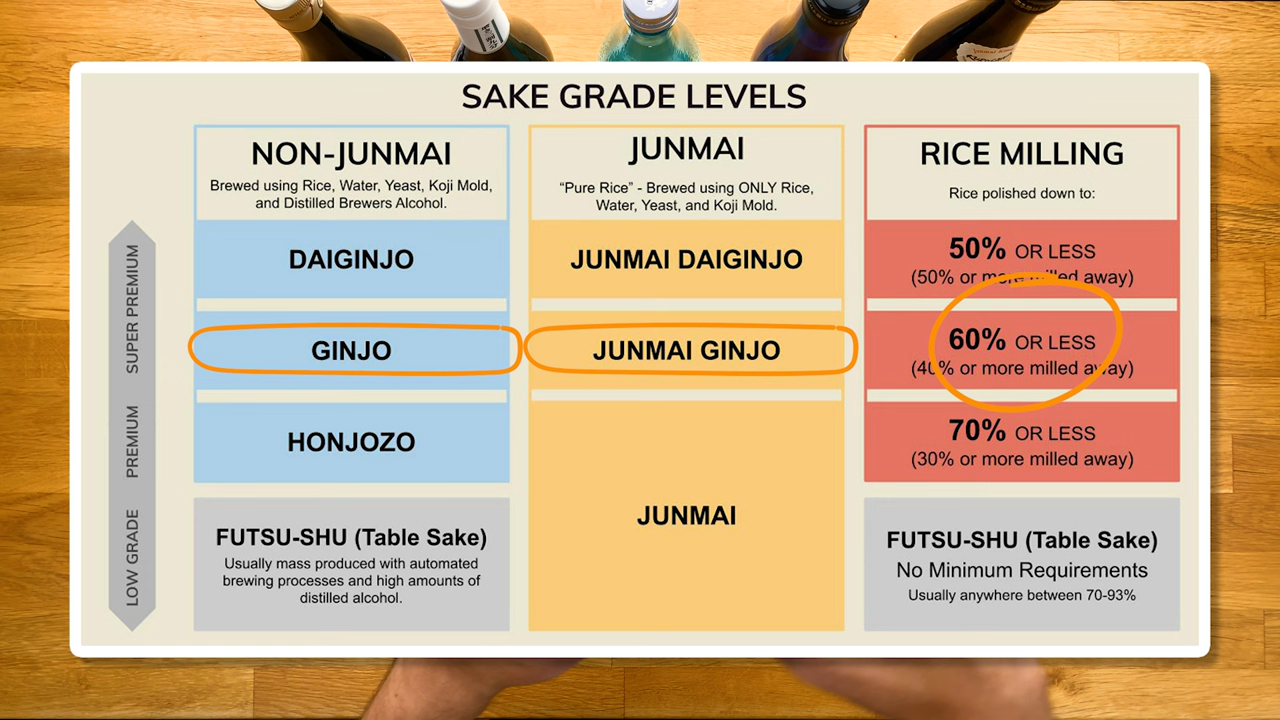 SAKE GRADE LEVELS
NON-JUNMAI
Brewed using Rice, Water, Yeast, Koji Mold,
and Distilled Brewers Alcohol.
JUNMAI
“Pure Rice” - Brewed using ONLY Rice,
Water, Yeast, and Koji Mold.
RICE MILLING
Rice polished down to:
SUPER PREMIUM
PREMIUM
LOW GRADE
DAIGINJO
JUNMAI DAIGINJO
50% OR LESS
(50% or more milled away)
GINJO
JUNMAI GINJO
60% OR LESS
(40% or more milled away)
HONJOZO
70% OR LESS
(30% or more milled away)
JUNMAI
FUTSU-SHU (Table Sake)
Usually mass produced with automated
brewing processes and high amounts of
distilled alcohol.
FUTSU-SHU (Table Sake)
No Minimum Requirements
Usually anywhere between 70-93%